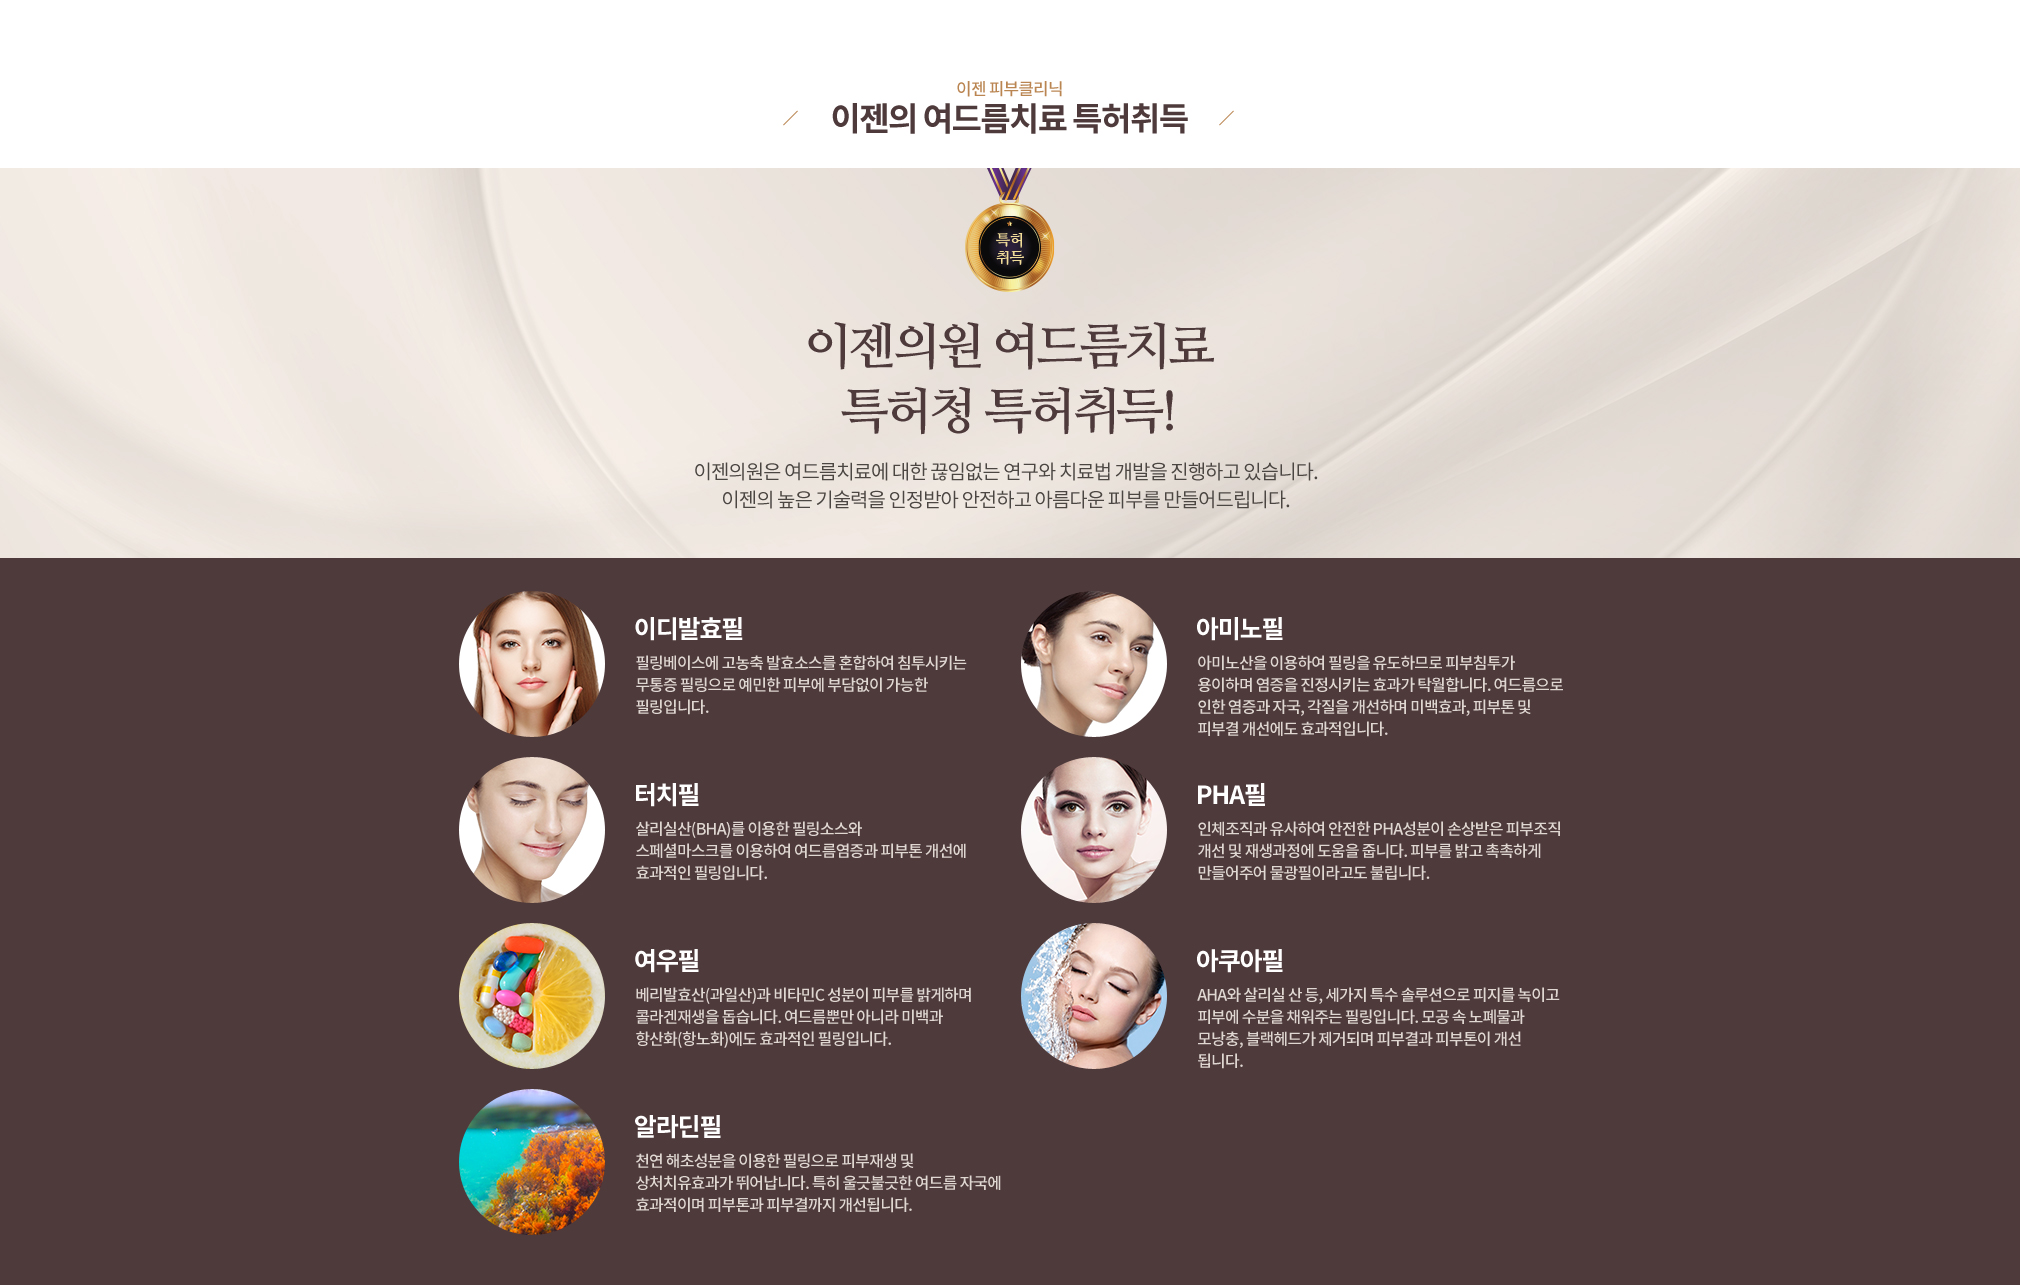 이젠 피부클리닉
이젠의 여드름치료 특허취득
특허
취득
이젠의원 여드름치료
특허청 특허취득!
이젠의원은 여드름치료에 대한 끊임없는 연구와 치료법 개발을 진행하고 있습니다.
이젠의 높은 기술력을 인정받아 안전하고 아름다운 피부를 만들어드립니다.
이디발효필
필링베이스에 고농축 발효소스를 혼합하여 침투시키는
무통증 필링으로 예민한 피부에 부담없이 가능한
필링입니다.
아미노필
아미노산을 이용하여 필링을 유도하므로 피부침투가
용이하며 염증을 진정시키는 효과가 탁월합니다. 여드름으로
인한 염증과 자국, 각질을 개선하며 미백효과, 피부톤 및
피부결 개선에도 효과적입니다.
터치필
살리실산(BHA)를 이용한 필링소스와
스페셜마스크를 이용하여 여드름염증과 피부톤 개선에
효과적인 필링입니다.
PHA필
인체조직과 유사하여 안전한 PHA성분이 손상받은 피부조직
개선 및 재생과정에 도움을 줍니다. 피부를 밝고 촉촉하게
만들어주어 물광필이라고도 불립니다.
여우필
베리발효산(과일산)과 비타민C 성분이 피부를 밝게하며
콜라겐재생을 돕습니다. 여드름뿐만 아니라 미백과
항산화(항노화)에도 효과적인 필링입니다.
아쿠아필
AHA와 살리실 산 등, 세가지 특수 솔루션으로 피지를 녹이고
피부에 수분을 채워주는 필링입니다. 모공 속 노폐물과
모낭충, 블랙헤드가 제거되며 피부결과 피부톤이 개선
됩니다.
알라딘필
천연 해초성분을 이용한 필링으로 피부재생 및
상처치유효과가 뛰어납니다. 특히 울긋불긋한 여드름 자국에
효과적이며 피부톤과 피부결까지 개선됩니다.